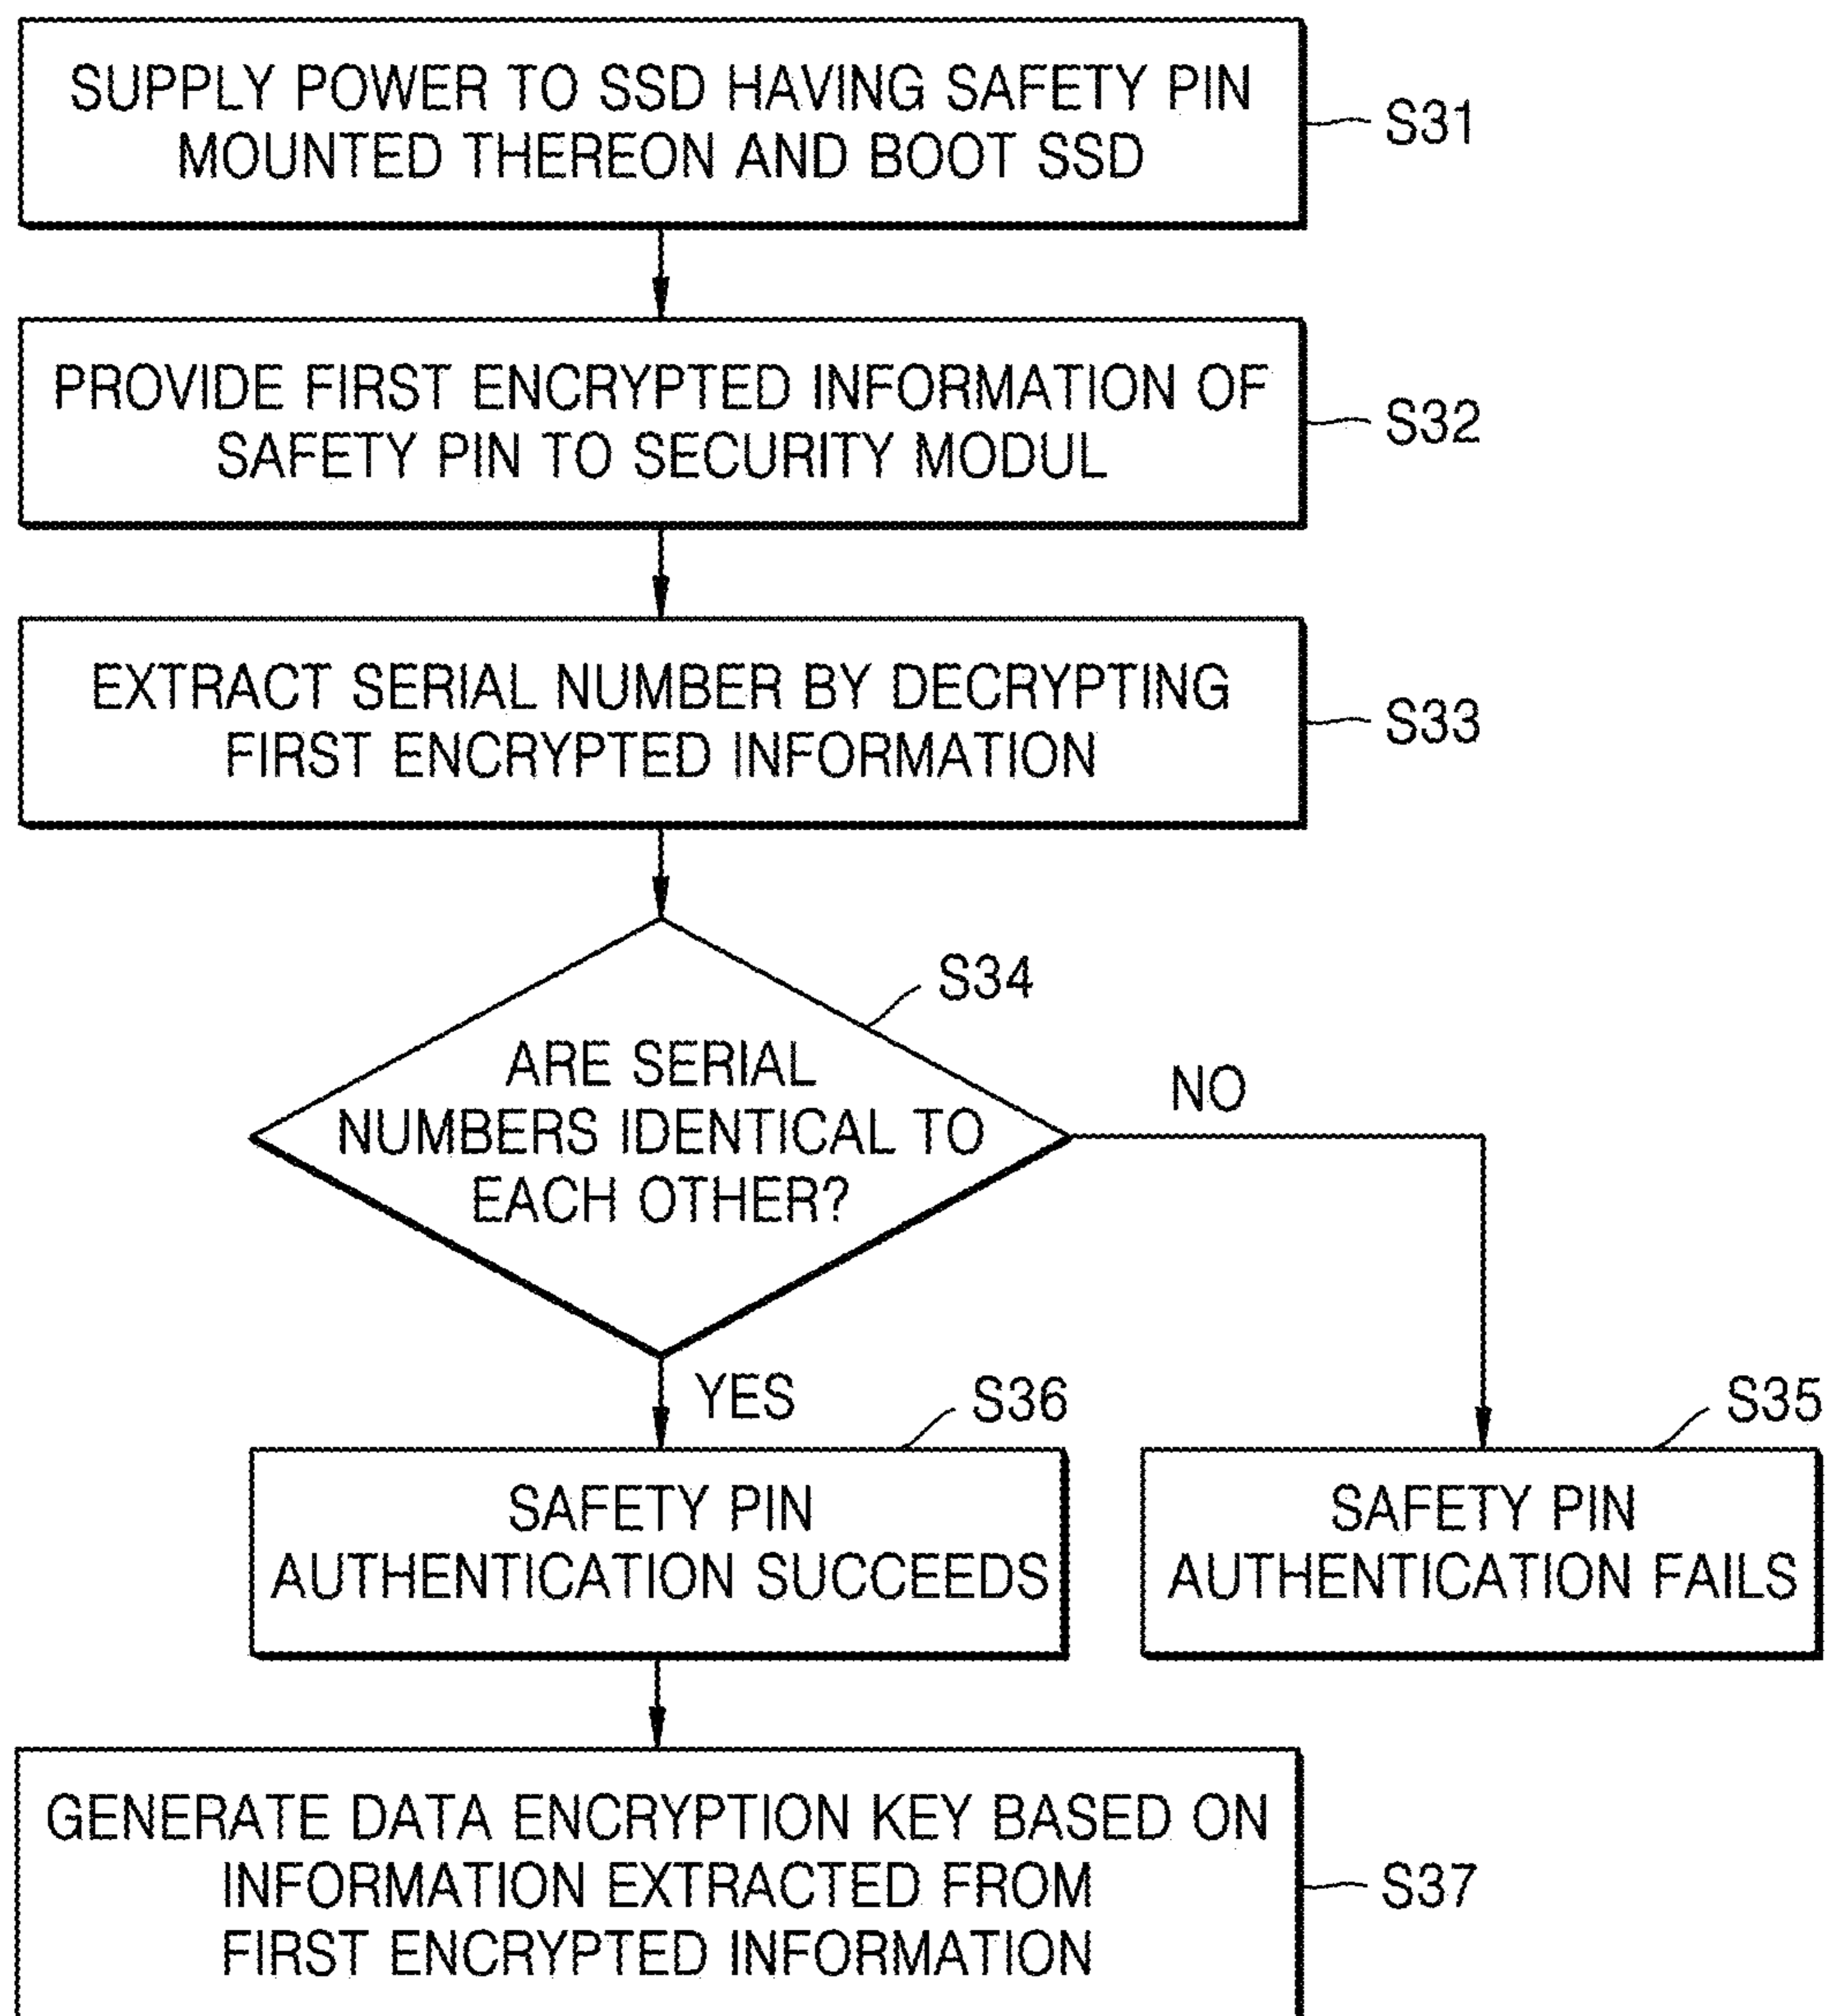 SUPPLY POWER TO SSD HAVING SAFETY PIN
MOUNTED THEREON AND BOOT SSD
S31
PROVIDE FIRST ENCRYPTED INFORMATION OF
SAFETY PIN TO SECURITY MODUL
S32
EXTRACT SERIAL NUMBER BY DECRYPTING
FIRST ENCRYPTED INFORMATION
S33
S34
ARE SERIAL
NUMBERS IDENTICAL TO
EACH OTHER?
NO
YES
S36
SAFETY PIN
AUTHENTICATION SUCCEEDS
S35
SAFETY PIN
AUTHENTICATION FAILS
GENERATE DATA ENCRYPTION KEY BASED ON
INFORMATION EXTRACTED FROM
FIRST ENCRYPTED INFORMATION
S37